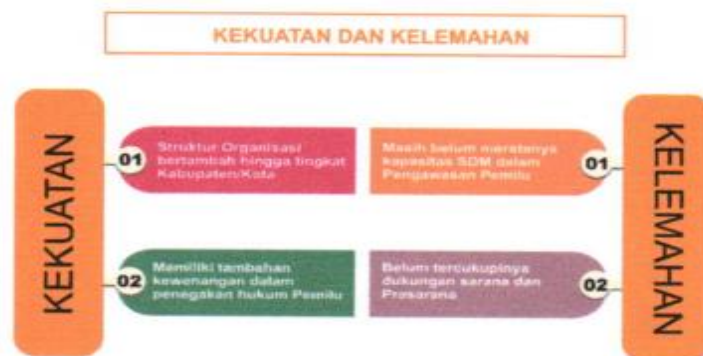 KEKUATAN DAN KELEMAHAN
KEKUATAN
01
Struktur Organisasi
bertambah hingga tingkat
Kabupaten/Kota
02
Memiliki tambahan
kewenangan dalam
penegakan hukum Pemilu
Masih belum meratanya
kapasitas SDM dalam
Pengawasan Pemilu
01
Belum tercukupinya
dukungan sarana dan
Prasarana
02
KELEMAHAN